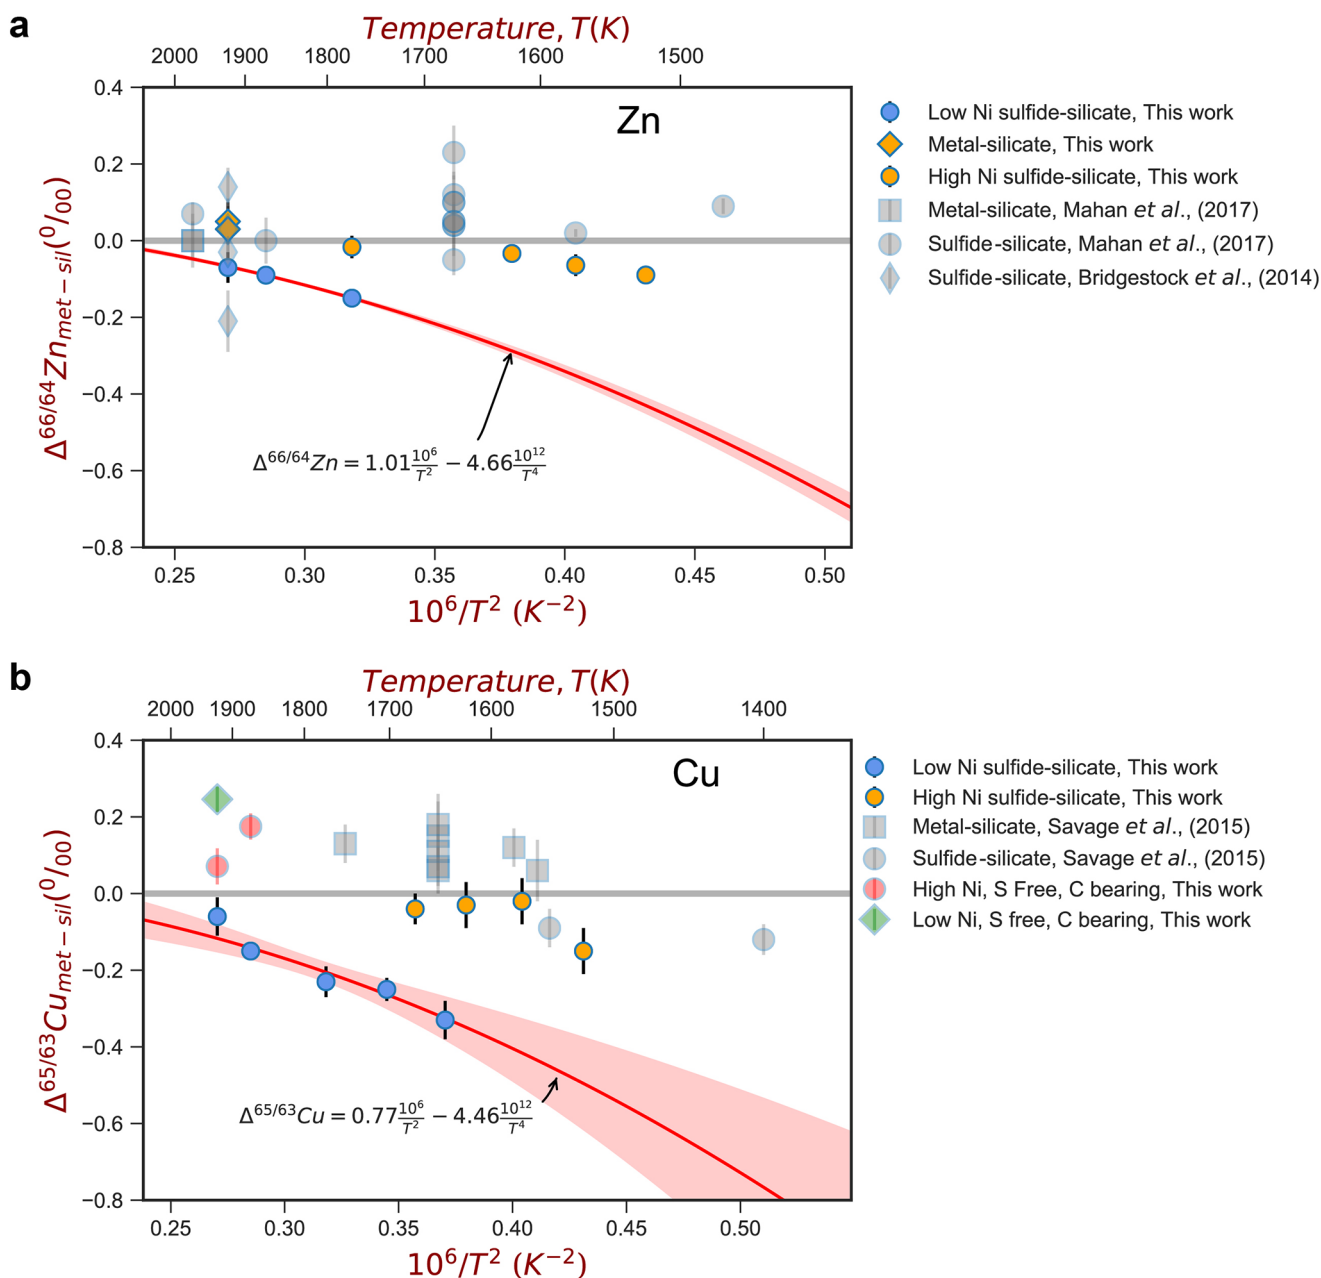 a
Temperature, T(K)
2000 1900 1800 1700 1600 1500
0.4
0.2
0.0
−0.2
−0.4
−0.6
−0.8
Δ⁶⁶/⁶⁴Zn_met−sil(⁰/₀₀)
Zn
Δ⁶⁶/⁶⁴Zn = 1.01 10⁶/T² − 4.66 10¹²/T⁴
0.25 0.30 0.35 0.40 0.45 0.50
10⁶/T² (K⁻²)
Low Ni sulfide-silicate, This work
Metal-silicate, This work
High Ni sulfide-silicate, This work
Metal-silicate, Mahan et al., (2017)
Sulfide-silicate, Mahan et al., (2017)
Sulfide-silicate, Bridgestock et al., (2014)
b
Temperature, T(K)
2000 1900 1800 1700 1600 1500 1400
0.4
0.2
0.0
−0.2
−0.4
−0.6
−0.8
Δ⁶⁵/⁶³Cu_met−sil(⁰/₀₀)
Cu
Δ⁶⁵/⁶³Cu = 0.77 10⁶/T² − 4.46 10¹²/T⁴
0.25 0.30 0.35 0.40 0.45 0.50
10⁶/T² (K⁻²)
Low Ni sulfide-silicate, This work
High Ni sulfide-silicate, This work
Metal-silicate, Savage et al., (2015)
Sulfide-silicate, Savage et al., (2015)
High Ni, S Free, C bearing, This work
Low Ni, S free, C bearing, This work